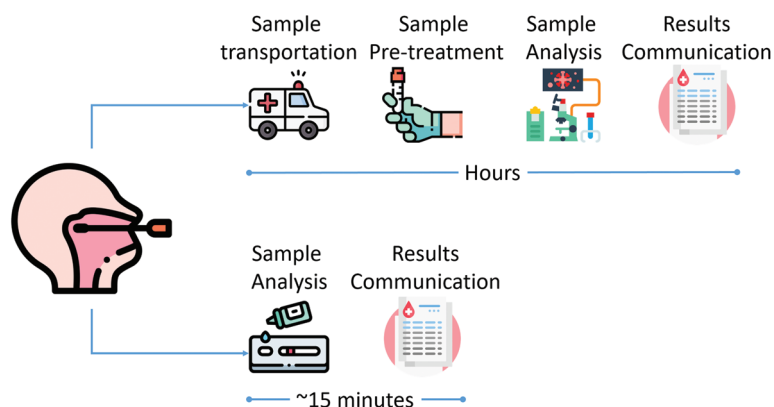 Sample
transportation
Sample
Pre-treatment
Sample
Analysis
Results
Communication
Hours
Sample
Analysis
Results
Communication
~15 minutes